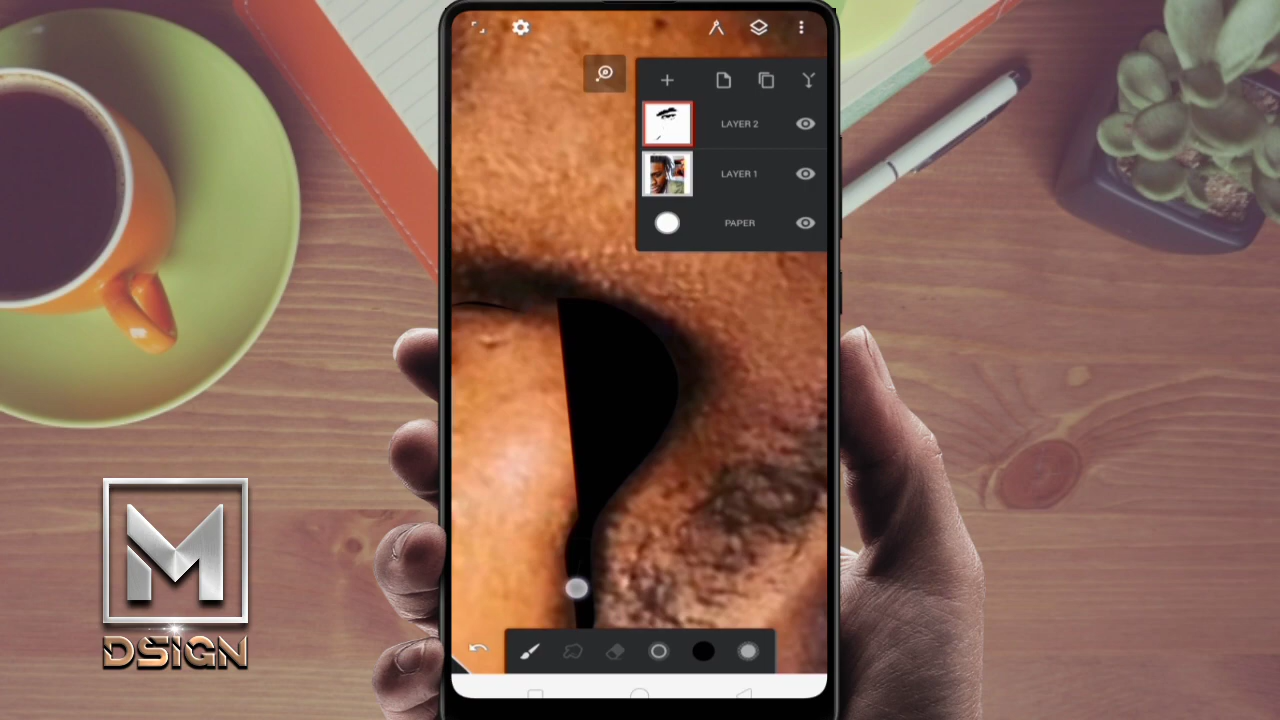 LAYER 2
LAYER 1
PAPER
M
DSIGN